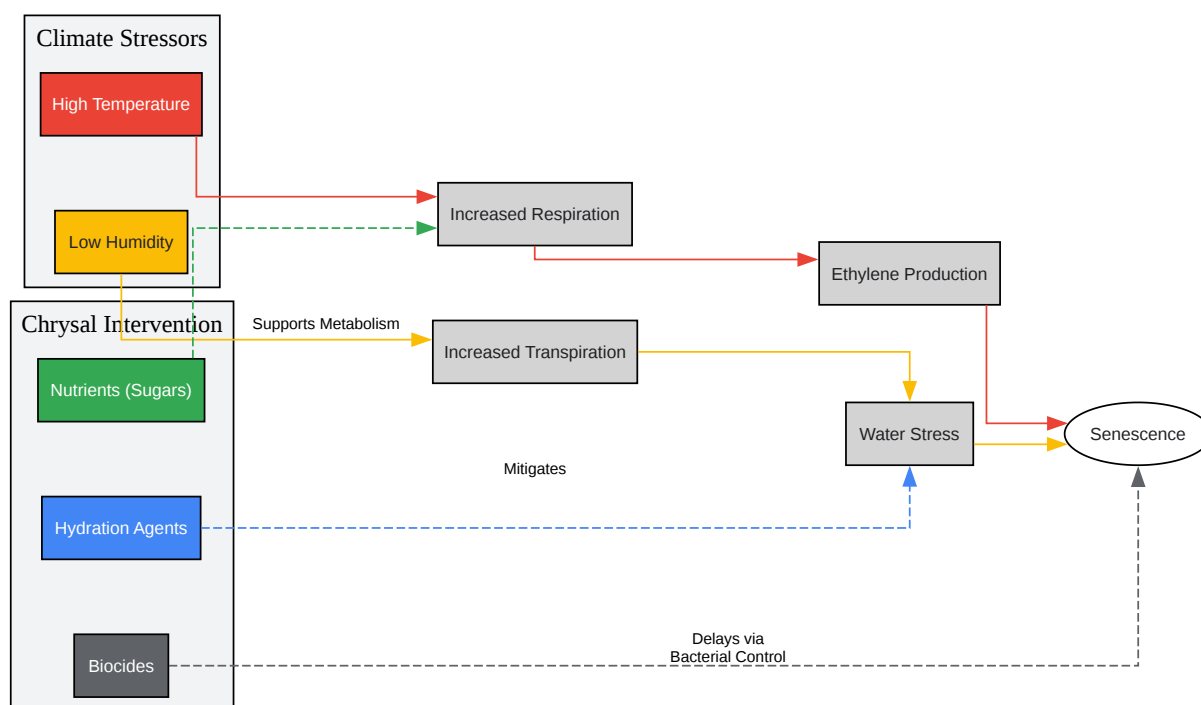 Climate Stressors
High Temperature
Low Humidity
Increased Respiration
Ethylene Production
Chrysal Intervention
Supports Metabolism
Increased Transpiration
Nutrients (Sugars)
Water Stress
Senescence
Mitigates
Hydration Agents
Delays via
Bacterial Control
Biocides